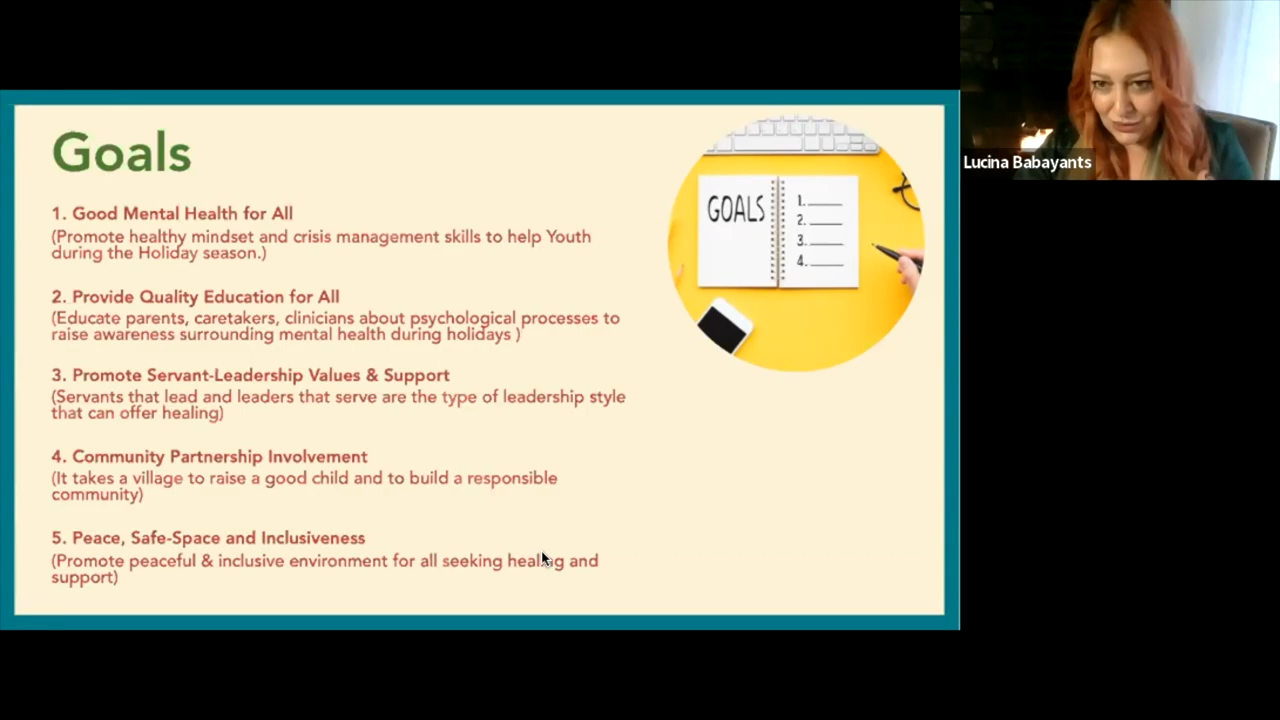 Goals
1. Good Mental Health for All
(Promote healthy mindset and crisis management skills to help Youth
during the Holiday season.)
2. Provide Quality Education for All
(Educate parents, caretakers, clinicians about psychological processes to
raise awareness surrounding mental health during holidays )
3. Promote Servant-Leadership Values & Support
(Servants that lead and leaders that serve are the type of leadership style
that can offer healing)
4. Community Partnership Involvement
(It takes a village to raise a good child and to build a responsible
community)
5. Peace, Safe-Space and Inclusiveness
(Promote peaceful & inclusive environment for all seeking healing and
support)
GOALS
1.
2.
3.
4.
Lucina Babayants